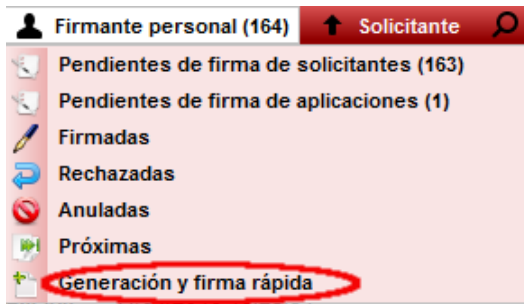 Firmante personal (164) Solicitante
Pendientes de firma de solicitantes (163)
Pendientes de firma de aplicaciones (1)
Firmadas
Rechazadas
Anuladas
Próximas
Generación y firma rápida